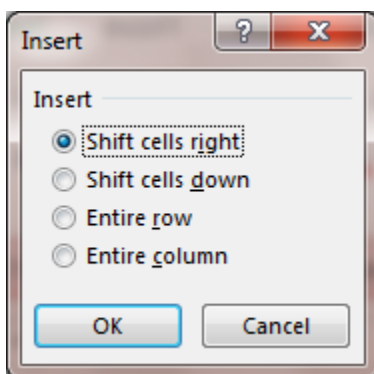 Insert
Insert
Shift cells right
Shift cells down
Entire row
Entire column
OK
Cancel